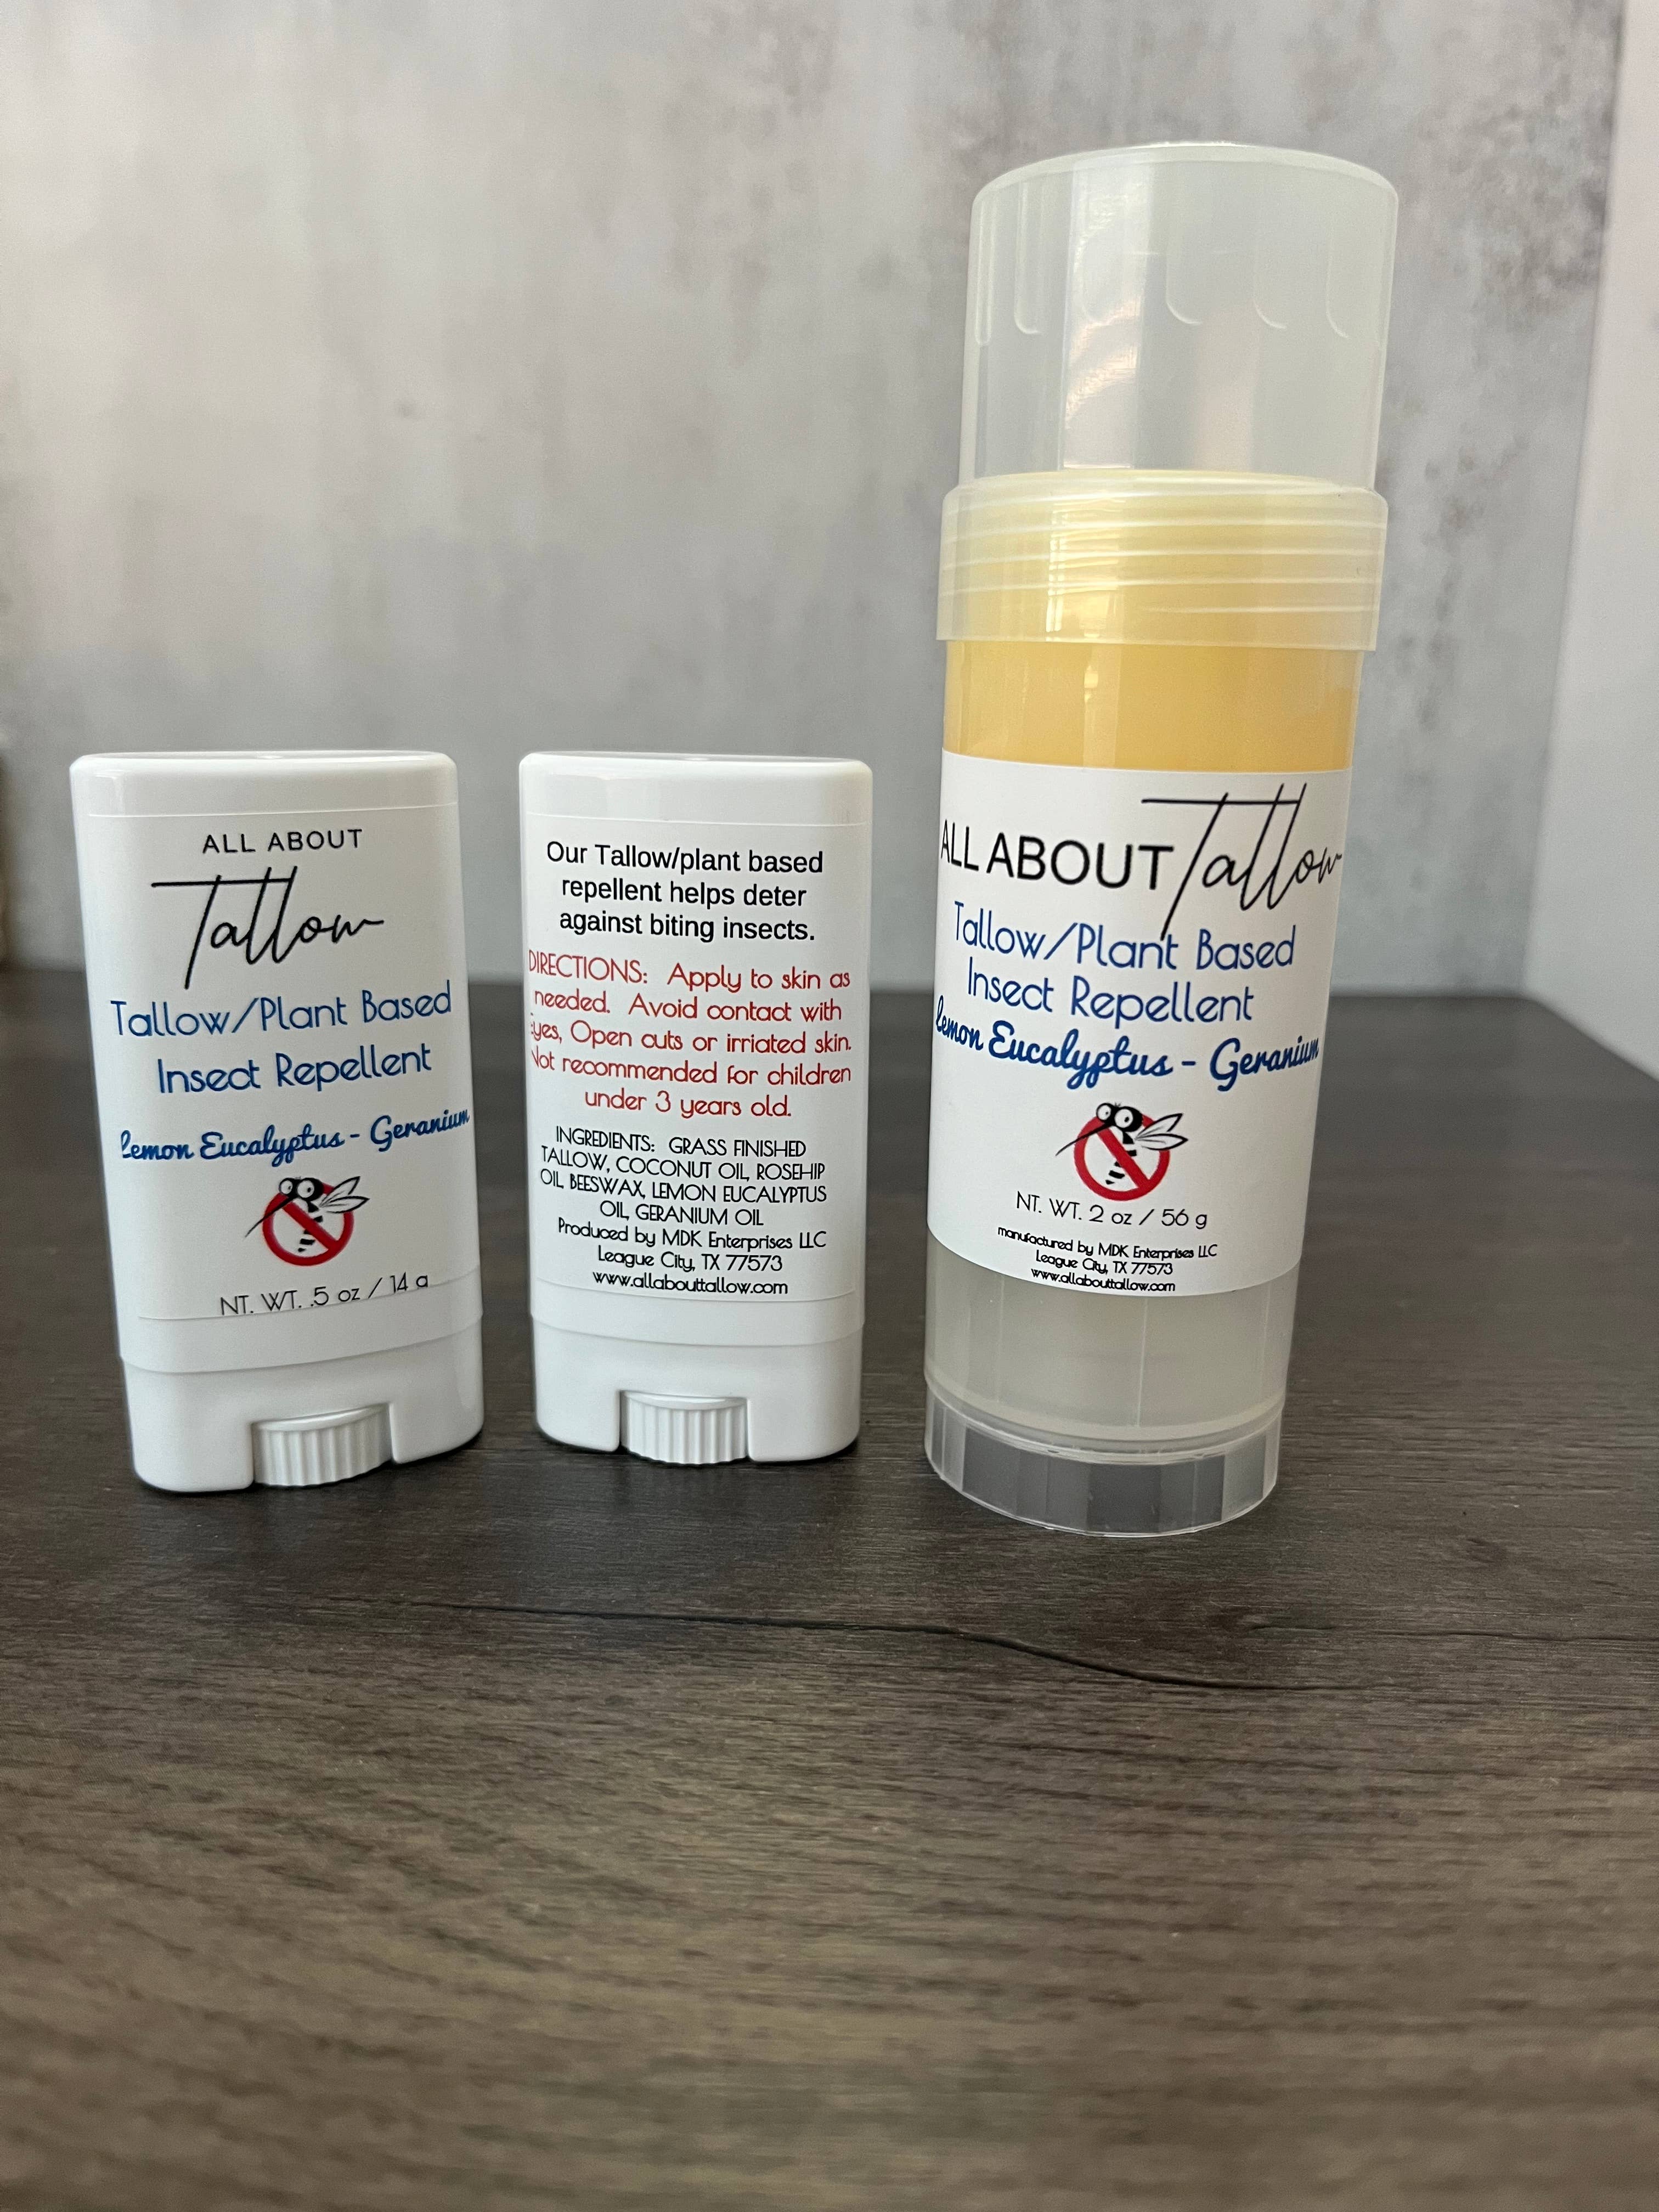 ALL ABOUT
Tallow
Tallow/Plant Based
Insect Repellent
Lemon Eucalyptus - Geranium
NT. WT. .5 oz / 14 g
Our Tallow/plant based
repellent helps deter
against biting insects.
DIRECTIONS: Apply to skin as
needed. Avoid contact with
Eyes, Open cuts or irriated skin.
Not recommended for children
under 3 years old.
INGREDIENTS: GRASS FINISHED
TALLOW, COCONUT OIL, ROSEHIP
OIL, BEESWAX, LEMON EUCALYPTUS
OIL, GERANIUM OIL
Produced by MDK Enterprises LLC
League City, TX 77573
www.allabouttallow.com
ALL ABOUT Tallow
Tallow/Plant Based
Insect Repellent
Lemon Eucalyptus - Geranium
NT. WT. 2 oz / 56 g
manufactured by MDK Enterprises LLC
League City, TX 77573
www.allabouttallow.com